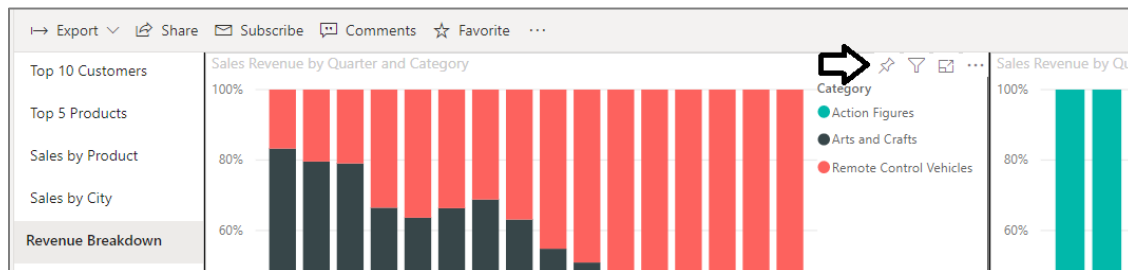 Export Share Subscribe Comments Favorite ...
Top 10 Customers
Top 5 Products
Sales by Product
Sales by City
Revenue Breakdown
Sales Revenue by Quarter and Category
100%
80%
60%
Category
Action Figures
Arts and Crafts
Remote Control Vehicles
Sales Revenue by Qu
100%
80%
60%